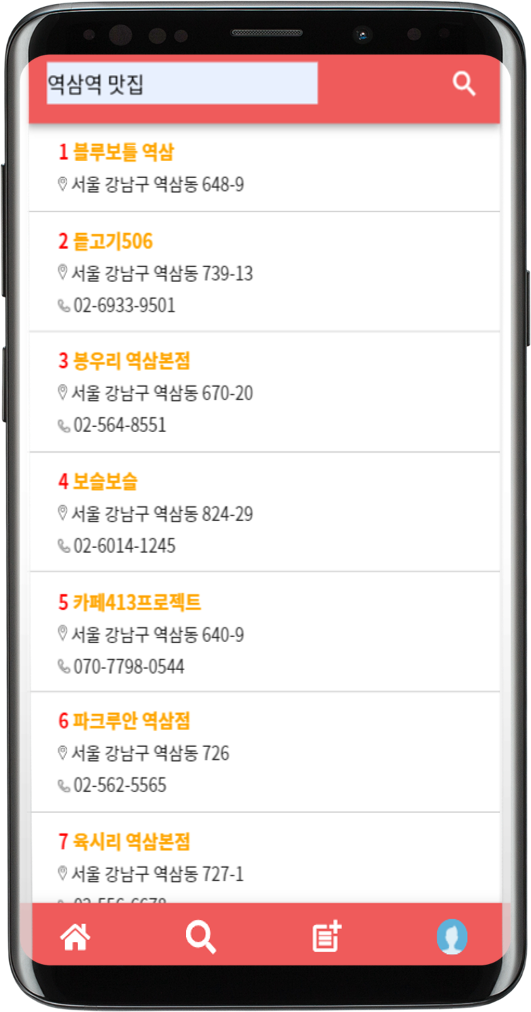 역삼역 맛집
1 블루보틀 역삼
서울 강남구 역삼동 648-9
2 돝고기506
서울 강남구 역삼동 739-13
02-6933-9501
3 봉우리 역삼본점
서울 강남구 역삼동 670-20
02-564-8551
4 보슬보슬
서울 강남구 역삼동 824-29
02-6014-1245
5 카페413프로젝트
서울 강남구 역삼동 640-9
070-7798-0544
6 파크루안 역삼점
서울 강남구 역삼동 726
02-562-5565
7 육시리 역삼본점
서울 강남구 역삼동 727-1